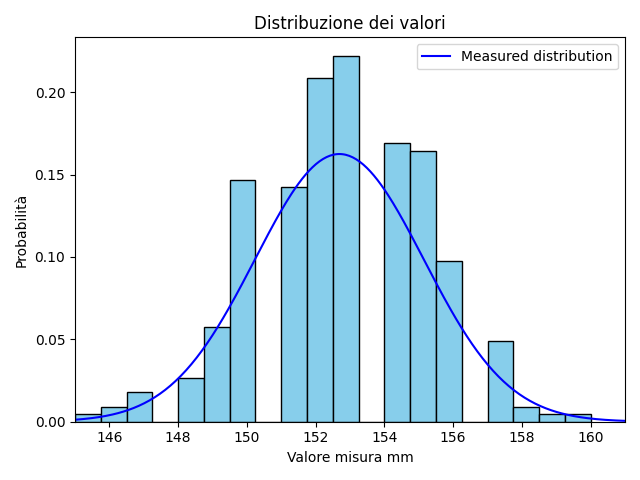 Distribuzione dei valori
Measured distribution
0.20
0.15
0.10
0.05
0.00
Probabilità
146 148 150 152 154 156 158 160
Valore misura mm